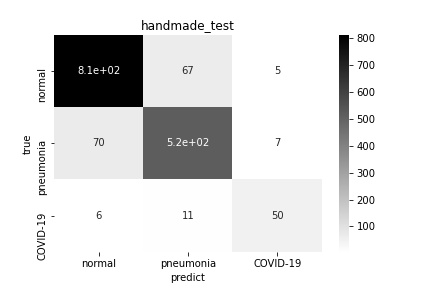 handmade_test
8.1e+02 67 5
70 5.2e+02 7
6 11 50
normal
pneumonia
COVID-19
true
normal pneumonia COVID-19
predict
800
700
600
500
400
300
200
100